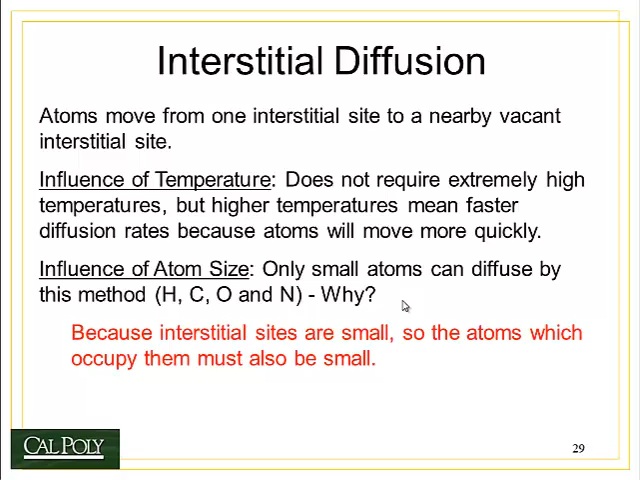 Interstitial Diffusion
Atoms move from one interstitial site to a nearby vacant
interstitial site.
Influence of Temperature: Does not require extremely high
temperatures, but higher temperatures mean faster
diffusion rates because atoms will move more quickly.
Influence of Atom Size: Only small atoms can diffuse by
this method (H, C, O and N) - Why?
Because interstitial sites are small, so the atoms which
occupy them must also be small.
CAL POLY
29